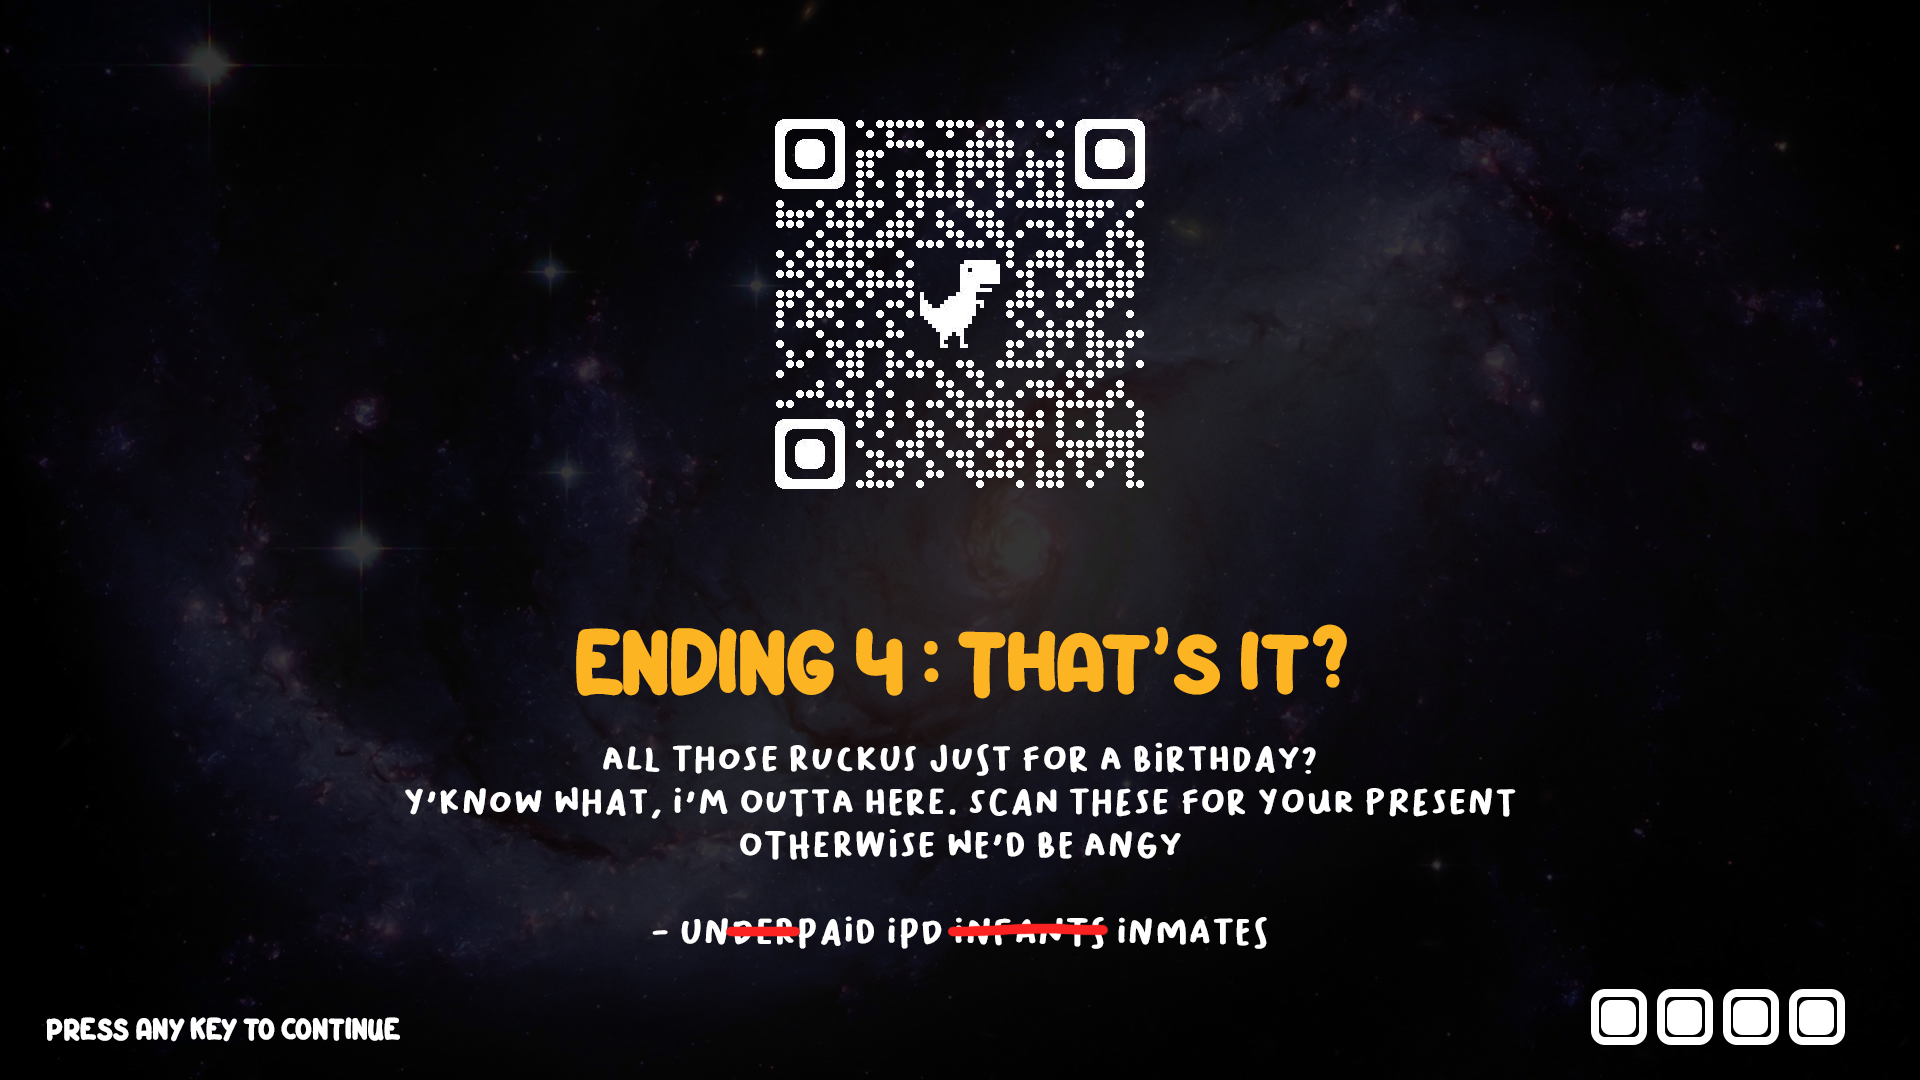 ENDING 4 : THAT'S IT?
ALL THOSE RUCKUS JUST FOR A BiRTHDAY?
Y'KNOW WHAT, i'M OUTTA HERE. SCAN THESE FOR YOUR PRESENT
OTHERWiSE WE'D BE ANGY
- UNDERPAiD iPD iNFANTS iNMATES
PRESS ANY KEY TO CONTINUE